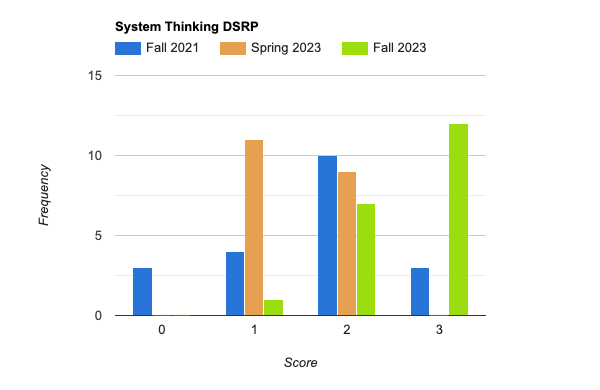 System Thinking DSRP
Fall 2021 Spring 2023 Fall 2023
15
10
5
0
Frequency
0 1 2 3
Score